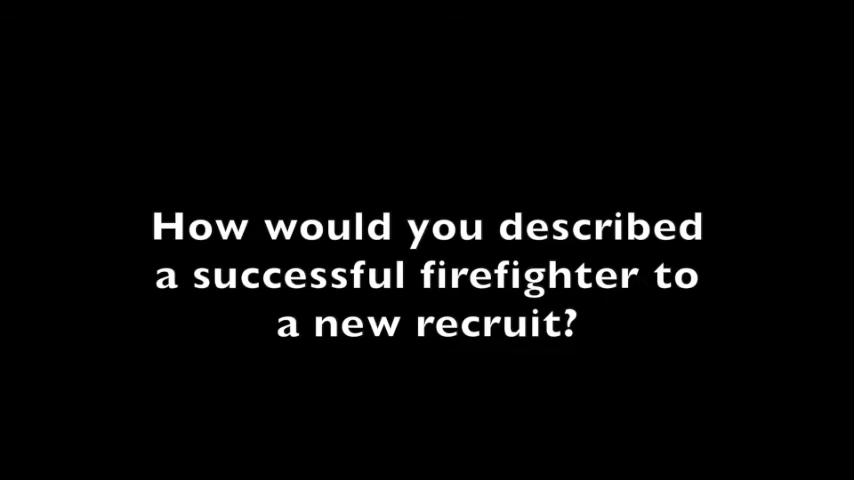 How would you described
a successful firefighter to
a new recruit?